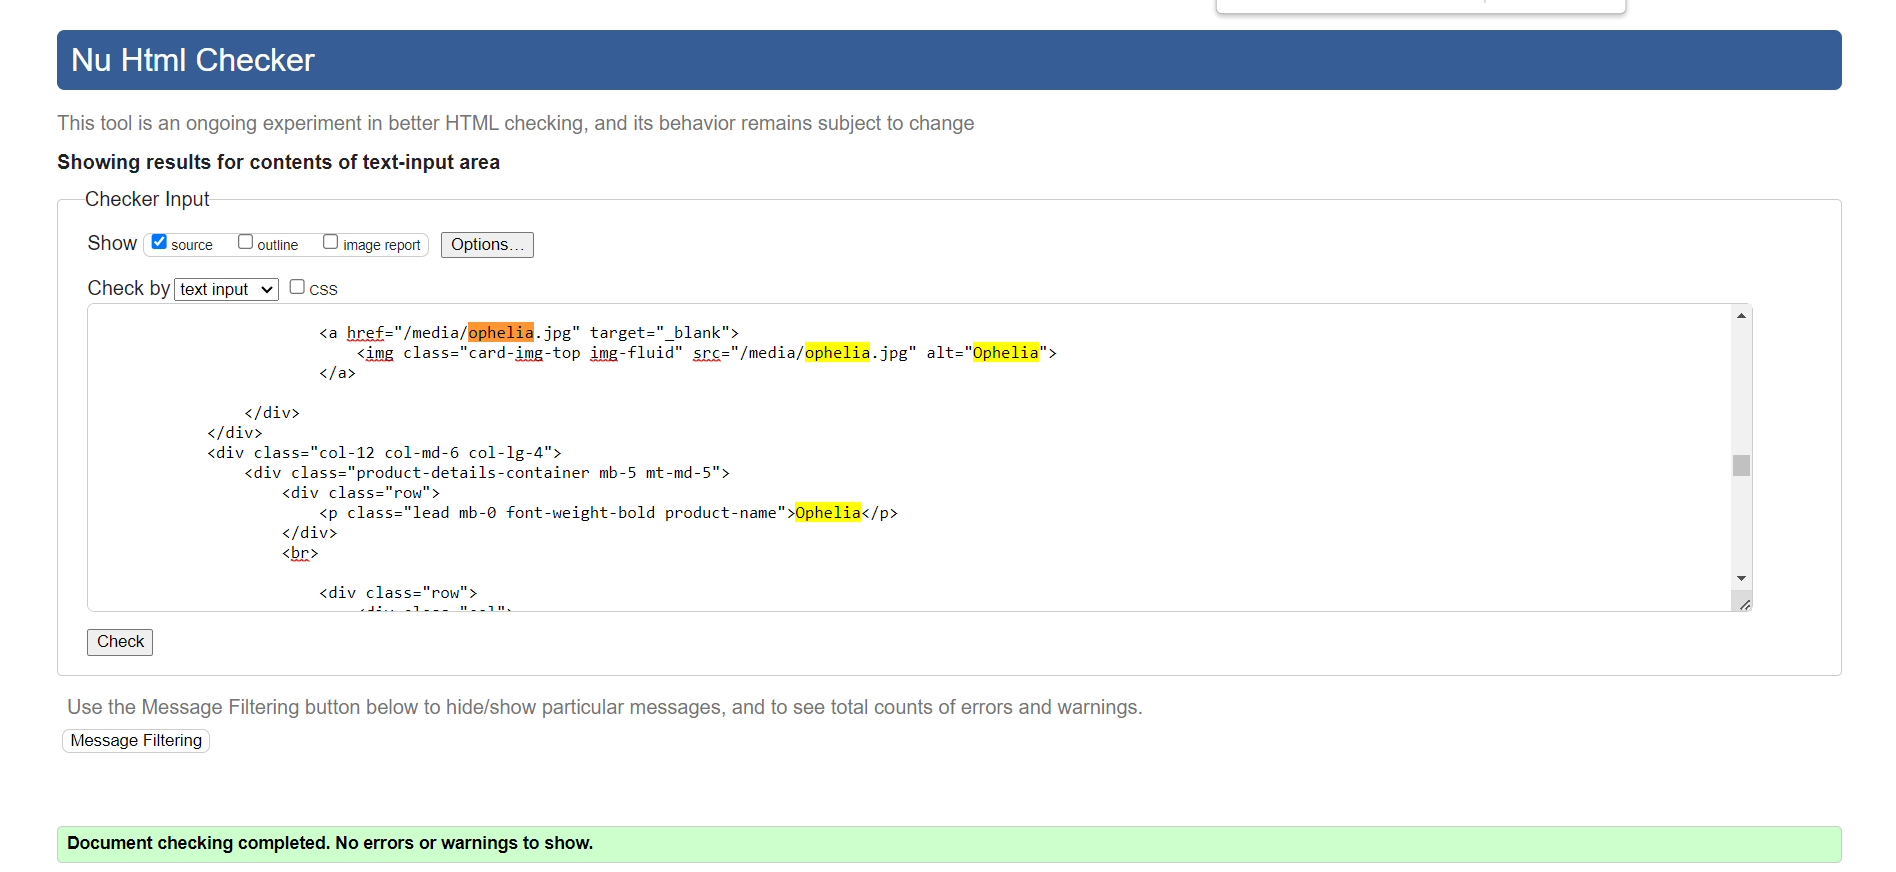 Nu Html Checker
This tool is an ongoing experiment in better HTML checking, and its behavior remains subject to change
Showing results for contents of text-input area
Checker Input
Show source outline image report Options...
Check by text input CSS
<a href="/media/ophelia.jpg" target="_blank">
<img class="card-img-top img-fluid" src="/media/ophelia.jpg" alt="Ophelia">
</a>
</div>
</div>
<div class="col-12 col-md-6 col-lg-4">
<div class="product-details-container mb-5 mt-md-5">
<div class="row">
<p class="lead mb-0 font-weight-bold product-name">Ophelia</p>
</div>
<br>
<div class="row">
<div class="col">
Check
Use the Message Filtering button below to hide/show particular messages, and to see total counts of errors and warnings.
Message Filtering
Document checking completed. No errors or warnings to show.